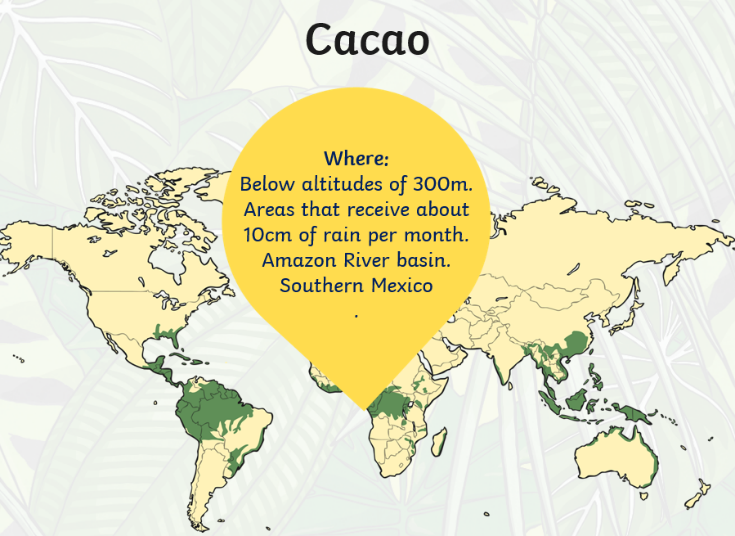 Cacao
Where:
Below altitudes of 300m.
Areas that receive about
10cm of rain per month.
Amazon River basin.
Southern Mexico
.